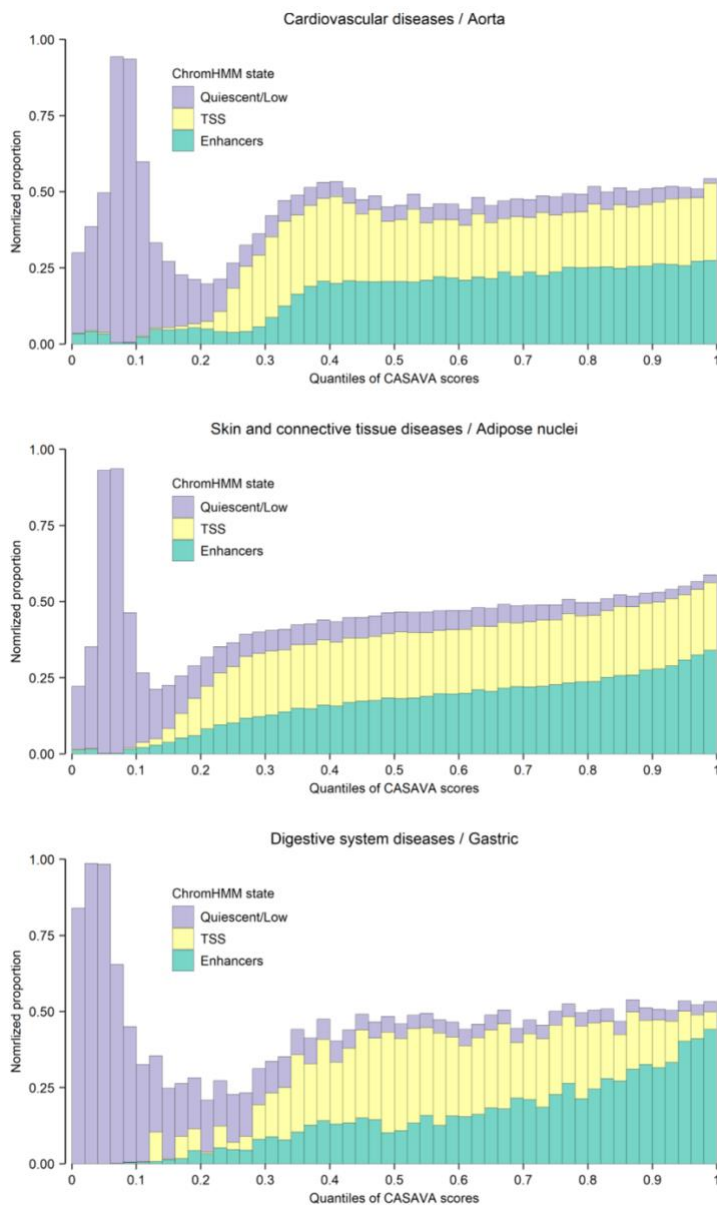 Cardiovascular diseases / Aorta
1.00
0.75
0.50
0.25
0.00
Nomrlized proportion
ChromHMM state
Quiescent/Low
TSS
Enhancers
0 0.1 0.2 0.3 0.4 0.5 0.6 0.7 0.8 0.9 1
Quantiles of CASAVA scores
Skin and connective tissue diseases / Adipose nuclei
1.00
0.75
0.50
0.25
0.00
Nomrlized proportion
ChromHMM state
Quiescent/Low
TSS
Enhancers
0 0.1 0.2 0.3 0.4 0.5 0.6 0.7 0.8 0.9 1
Quantiles of CASAVA scores
Digestive system diseases / Gastric
1.00
0.75
0.50
0.25
0.00
Nomrlized proportion
ChromHMM state
Quiescent/Low
TSS
Enhancers
0 0.1 0.2 0.3 0.4 0.5 0.6 0.7 0.8 0.9 1
Quantiles of CASAVA scores